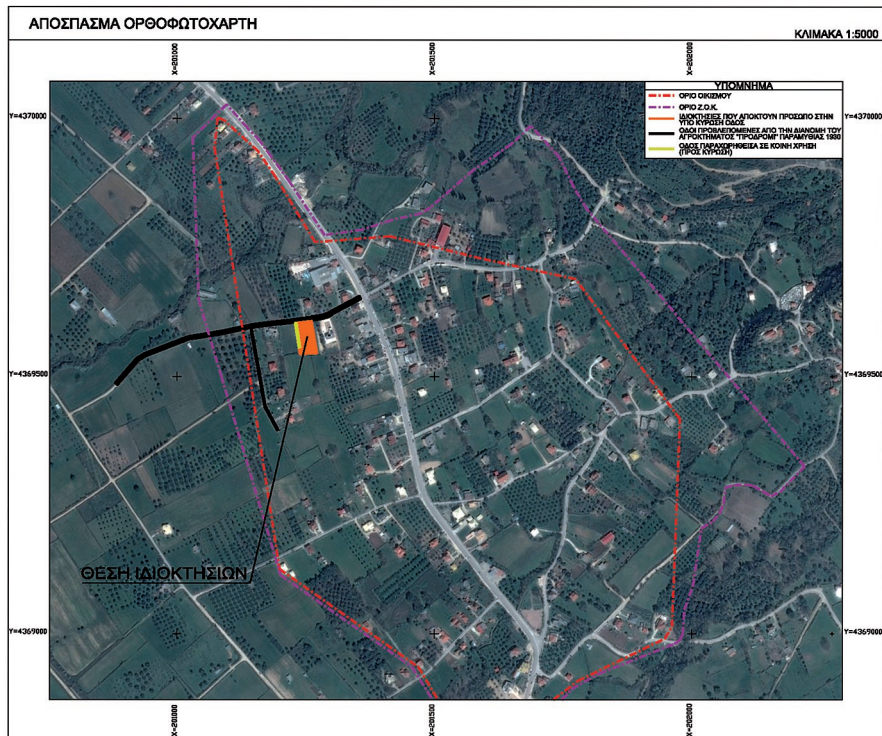 ΑΠΟΣΠΑΣΜΑ ΟΡΘΟΦΩΤΟΧΑΡΤΗ
ΚΛΙΜΑΚΑ 1:5000
X=201000
X=201500
X=202000
Y=4370000
Y=4370000
ΥΠΟΜΝΗΜΑ
ΟΡΙΟ ΟΙΚΙΣΜΟΥ
ΟΡΙΟ Ζ.Ο.Κ.
ΙΔΙΟΚΤΗΣΙΕΣ ΠΟΥ ΑΠΟΚΤΟΥΝ ΠΡΟΣΩΠΟ ΣΤΗΝ
ΥΠΟ ΚΥΡΩΣΗ ΟΔΟΣ
ΟΔΟΙ ΠΡΟΒΛΕΠΟΜΕΝΕΣ ΑΠΟ ΤΗΝ ΔΙΑΝΟΜΗ ΤΟΥ
ΑΓΡΟΚΤΗΜΑΤΟΣ "ΠΡΟΔΡΟΜΙ" ΠΑΡΑΜΥΘΙΑΣ 1930
ΟΔΟΣ ΠΑΡΑΧΩΡΗΘΕΙΣΑ ΣΕ ΚΟΙΝΗ ΧΡΗΣΗ
(ΠΡΟΣ ΚΥΡΩΣΗ)
Y=4369500
Y=4369500
ΘΕΣΗ ΙΔΙΟΚΤΗΣΙΩΝ
Y=4369000
Y=4369000
X=201000
X=201500
X=202000